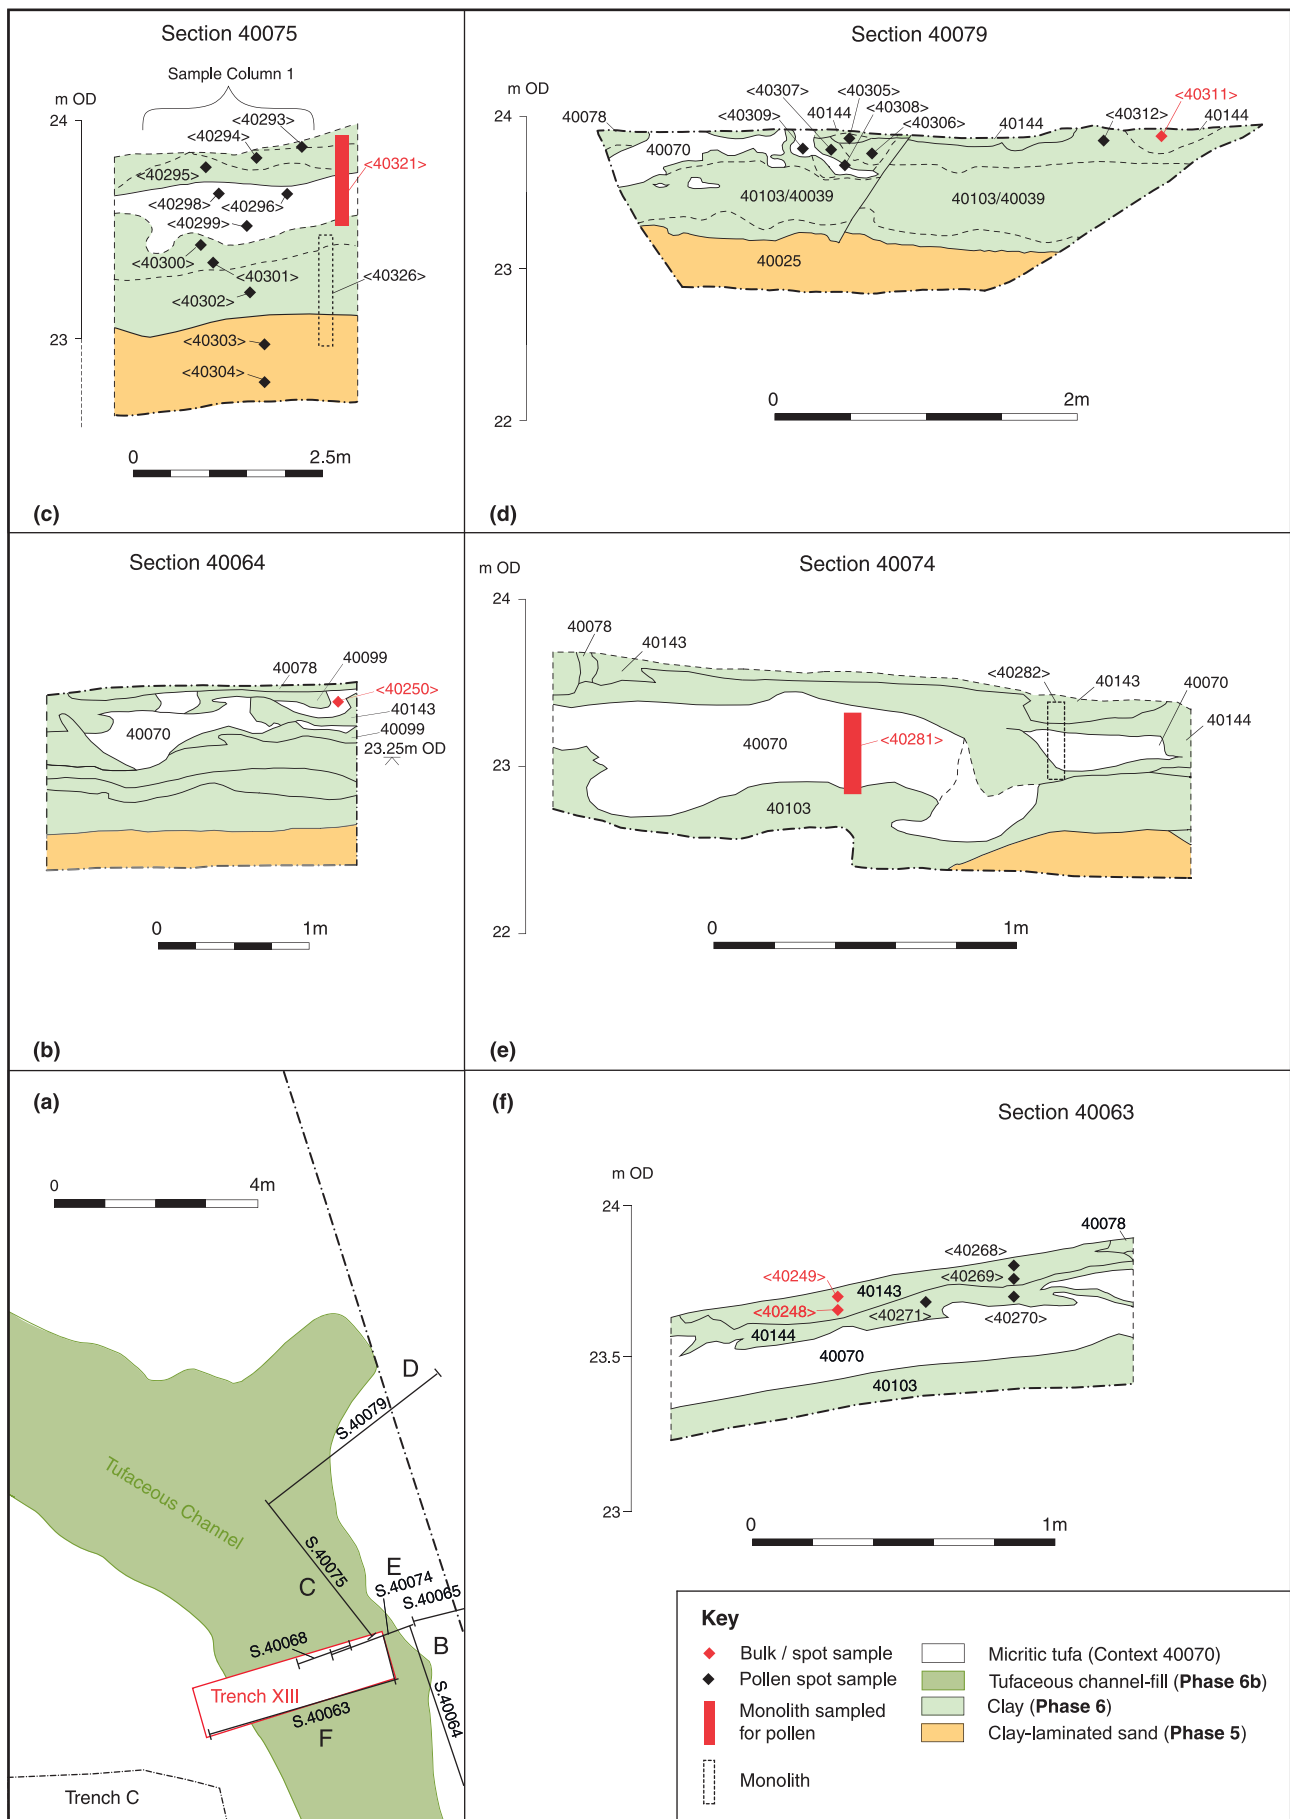 Section 40075
Sample Column 1
m OD
24
23
<40293>
<40294>
<40295>
<40321>
<40298>
<40296>
<40299>
<40300>
<40301>
<40326>
<40302>
<40303>
<40304>
0 2.5m
(c)
Section 40079
m OD
24
23
22
<40307>
<40305>
<40311>
40078
<40309>
40144
<40308>
<40306>
40144
<40312>
40144
40070
40103/40039
40103/40039
40025
0 2m
(d)
Section 40064
40078
40099
<40250>
40143
40070
40099
23.25m OD
0 1m
(b)
Section 40074
m OD
24
23
22
40078
40143
<40282>
40143
40070
40144
40070
<40281>
40103
0 1m
(e)
(a)
0 4m
D
S.40079
Tufaceous Channel
S.40075
C
E
S.40074
S.40065
B
S.40068
S.40064
Trench XIII
S.40063
F
Trench C
(f)
Section 40063
m OD
24
23.5
23
40078
<40268>
<40249>
<40269>
40143
<40248>
<40271>
<40270>
40144
40070
40103
0 1m
Key
Bulk / spot sample
Pollen spot sample
Monolith sampled
for pollen
Monolith
Micritic tufa (Context 40070)
Tufaceous channel-fill (Phase 6b)
Clay (Phase 6)
Clay-laminated sand (Phase 5)